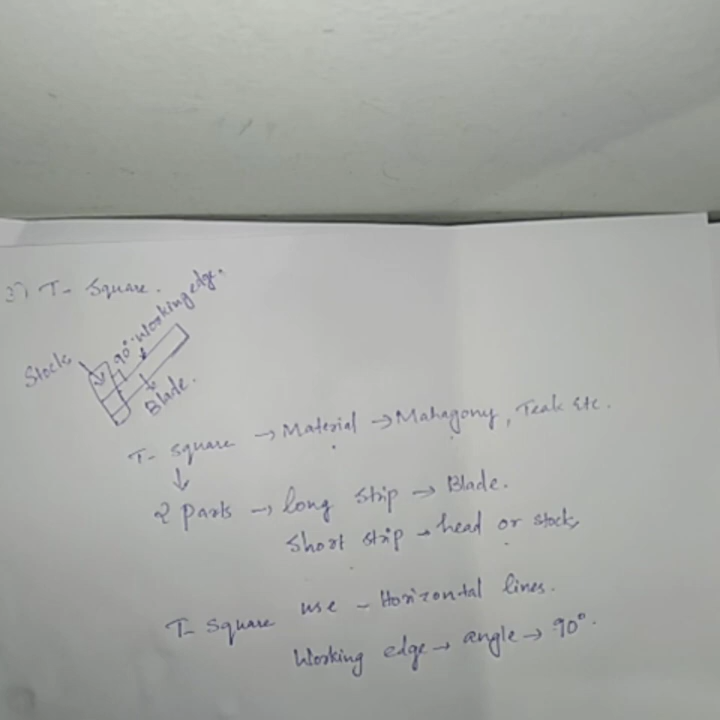 3) T- Square.
Stock
90°
Working edge.
Blade.
T- square → Material → Mahagony, Teak Etc.
↓
2 Parts → long strip → Blade.
Short strip → head or stock
T- Square use - Horizontal lines.
Working edge → angle → 90°.